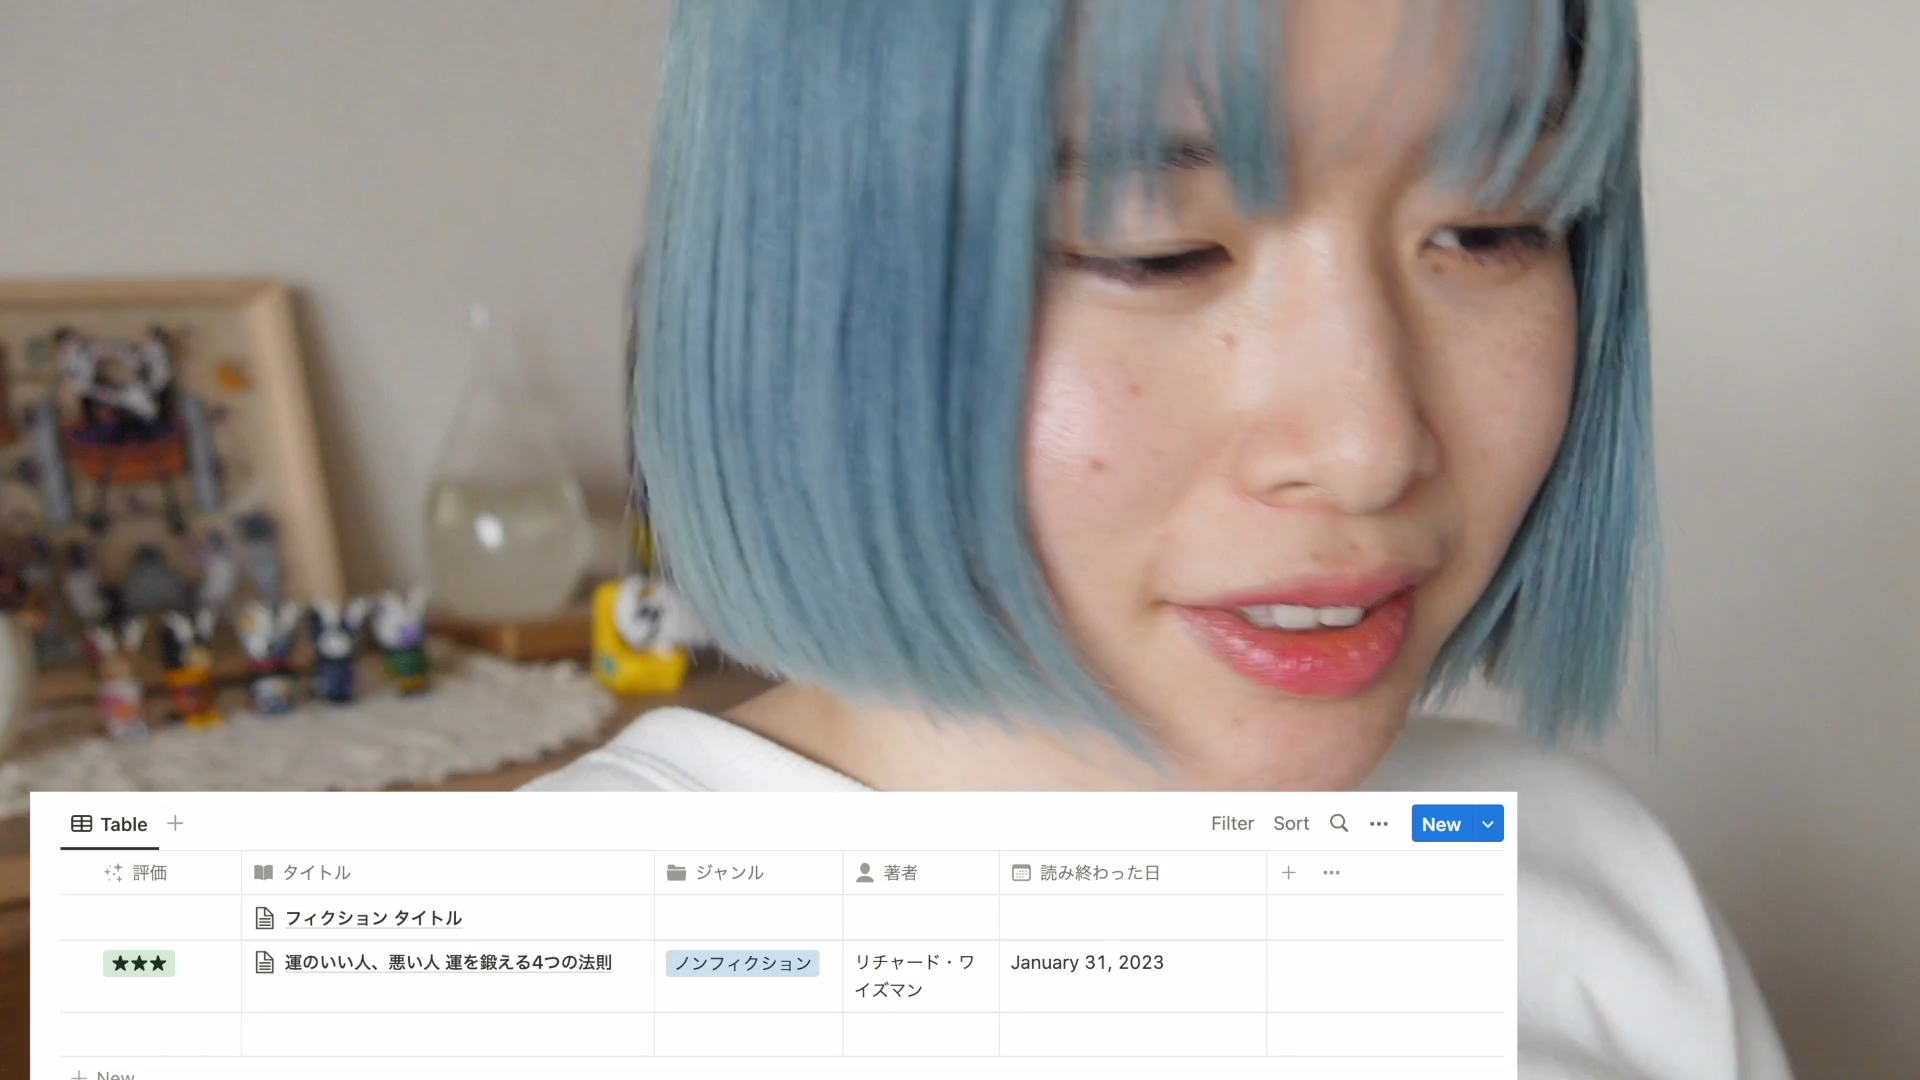 Table
Filter Sort New
評価 タイトル ジャンル 著者 読み終わった日
フィクション タイトル
★★★ 運のいい人、悪い人 運を鍛える4つの法則 ノンフィクション リチャード・ワ January 31, 2023
イズマン
New